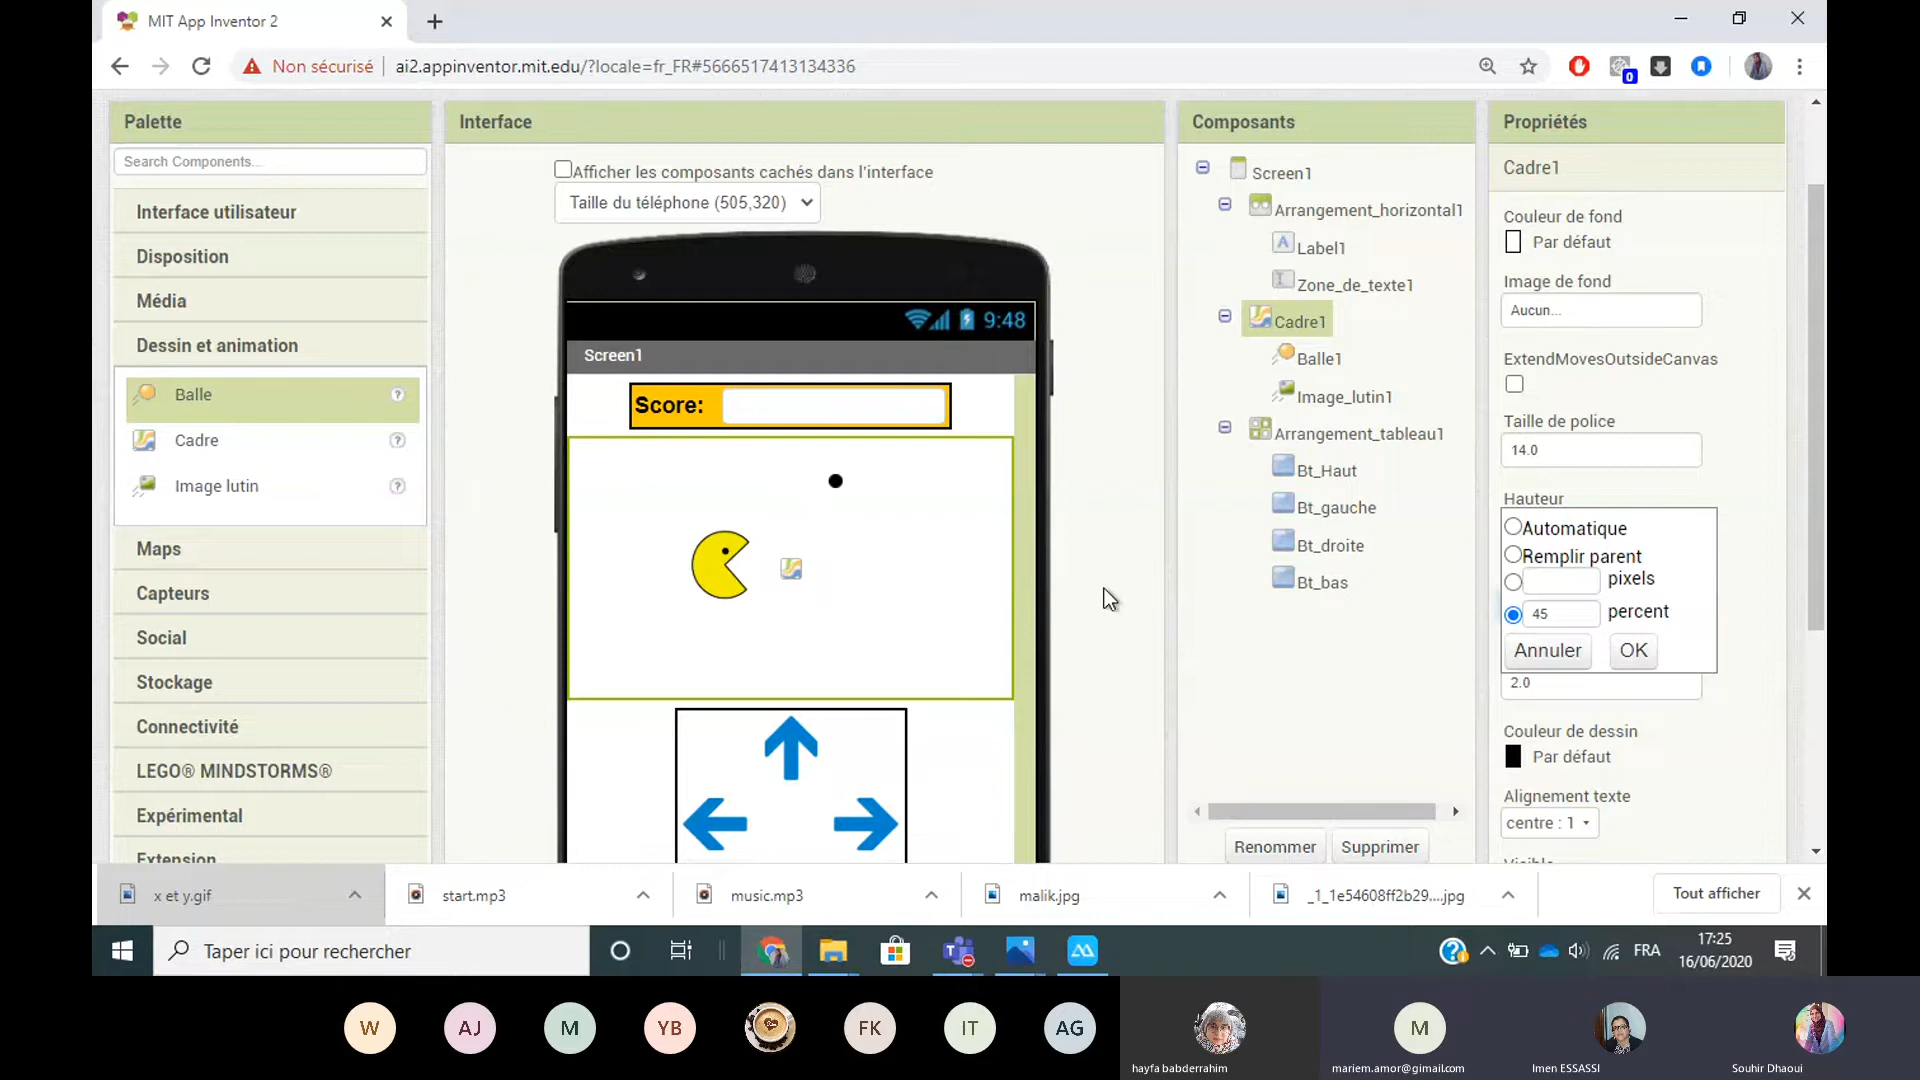 MIT App Inventor 2
Non sécurisé
ai2.appinventor.mit.edu/?locale=fr_FR#5666517413134336
0
Palette
Search Components...
Interface utilisateur
Disposition
Média
Dessin et animation
Balle
?
Cadre
?
Image lutin
?
Maps
Capteurs
Social
Stockage
Connectivité
LEGO® MINDSTORMS®
Expérimental
Extension
Interface
Afficher les composants cachés dans l'interface
Taille du téléphone (505,320)
9:48
Screen1
Score:
Composants
Screen1
Arrangement_horizontal1
Label1
Zone_de_texte1
Cadre1
Balle1
Image_lutin1
Arrangement_tableau1
Bt_Haut
Bt_gauche
Bt_droite
Bt_bas
Renommer
Supprimer
Propriétés
Cadre1
Couleur de fond
Par défaut
Image de fond
Aucun...
ExtendMovesOutsideCanvas
Taille de police
14.0
Hauteur
Automatique
Remplir parent
pixels
45 percent
Annuler
OK
2.0
Couleur de dessin
Par défaut
Alignement texte
centre : 1
Visible
x et y.gif
start.mp3
music.mp3
malik.jpg
_1_1e54608ff2b29....jpg
Tout afficher
Taper ici pour rechercher
FRA
17:25
16/06/2020
W
AJ
M
YB
FK
IT
AG
hayfa babderrahim
M
mariem.amor@gimail.com
Imen ESSASSI
Souhir Dhaoui